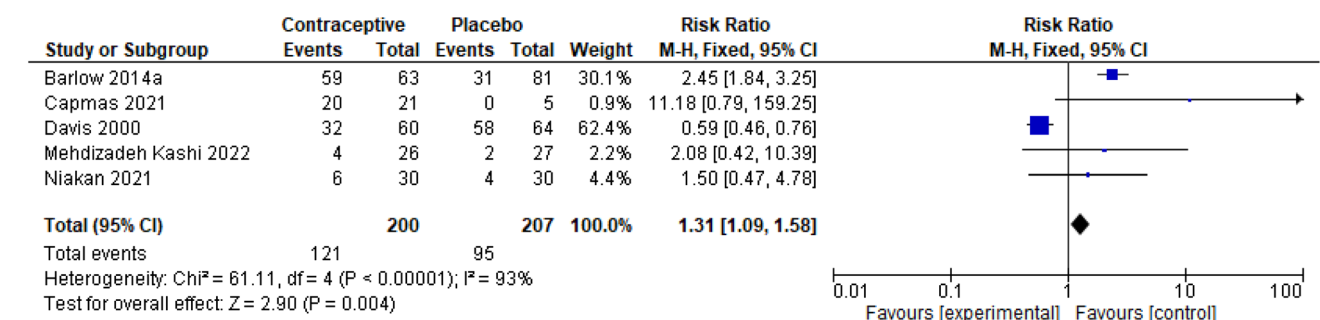 Contraceptive Placebo Risk Ratio Risk Ratio
Study or Subgroup Events Total Events Total Weight M-H, Fixed, 95% CI M-H, Fixed, 95% CI
Barlow 2014a 59 63 31 81 30.1% 2.45 [1.84, 3.25]
Capmas 2021 20 21 0 5 0.9% 11.18 [0.79, 159.25]
Davis 2000 32 60 58 64 62.4% 0.59 [0.46, 0.76]
Mehdizadeh Kashi 2022 4 26 2 27 2.2% 2.08 [0.42, 10.39]
Niakan 2021 6 30 4 30 4.4% 1.50 [0.47, 4.78]
Total (95% CI) 200 207 100.0% 1.31 [1.09, 1.58]
Total events 121 95
Heterogeneity: Chi² = 61.11, df = 4 (P < 0.00001); I² = 93%
Test for overall effect: Z = 2.90 (P = 0.004)
0.01 0.1 1 10 100
Favours [experimental] Favours [control]